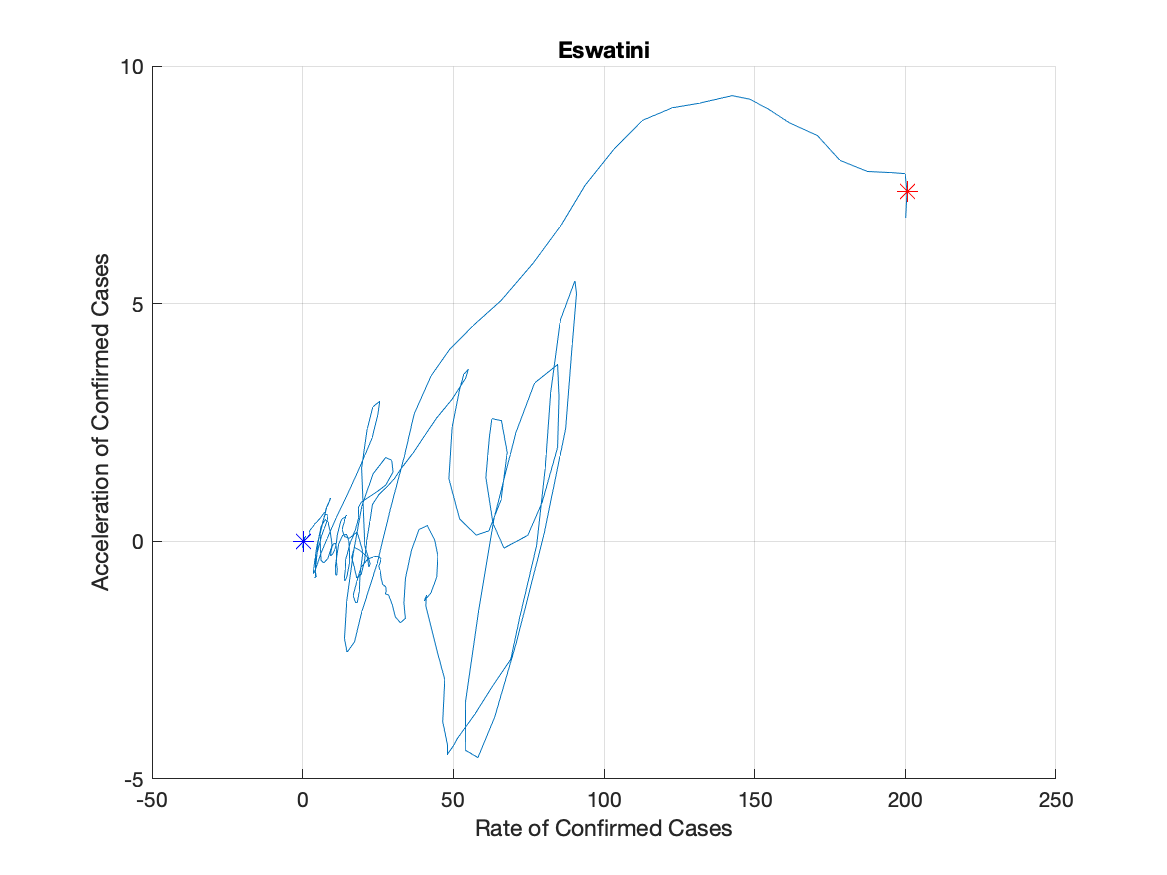 Eswatini
10
5
0
-5
-50 0 50 100 150 200 250
Acceleration of Confirmed Cases
Rate of Confirmed Cases